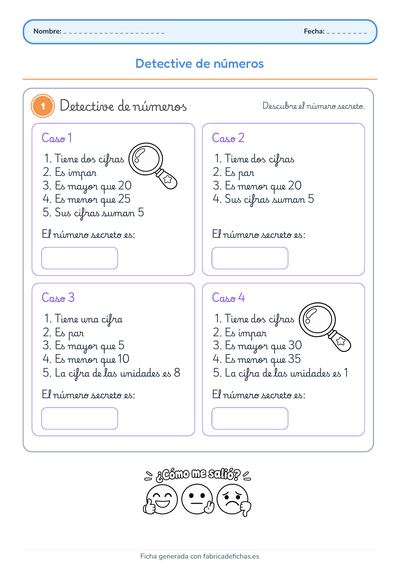 Nombre: Fecha:
Detective de números
1 Detective de números Descubre el número secreto.
Caso 1
1. Tiene dos cifras
2. Es impar
3. Es mayor que 20
4. Es menor que 25
5. Sus cifras suman 5
El número secreto es:
Caso 2
1. Tiene dos cifras
2. Es par
3. Es menor que 20
4. Sus cifras suman 5
El número secreto es:
Caso 3
1. Tiene una cifra
2. Es par
3. Es mayor que 5
4. Es menor que 10
5. La cifra de las unidades es 8
El número secreto es:
Caso 4
1. Tiene dos cifras
2. Es impar
3. Es mayor que 30
4. Es menor que 35
5. La cifra de las unidades es 1
El número secreto es:
¿Cómo me salió?
Ficha generada con fabricadefichas.es